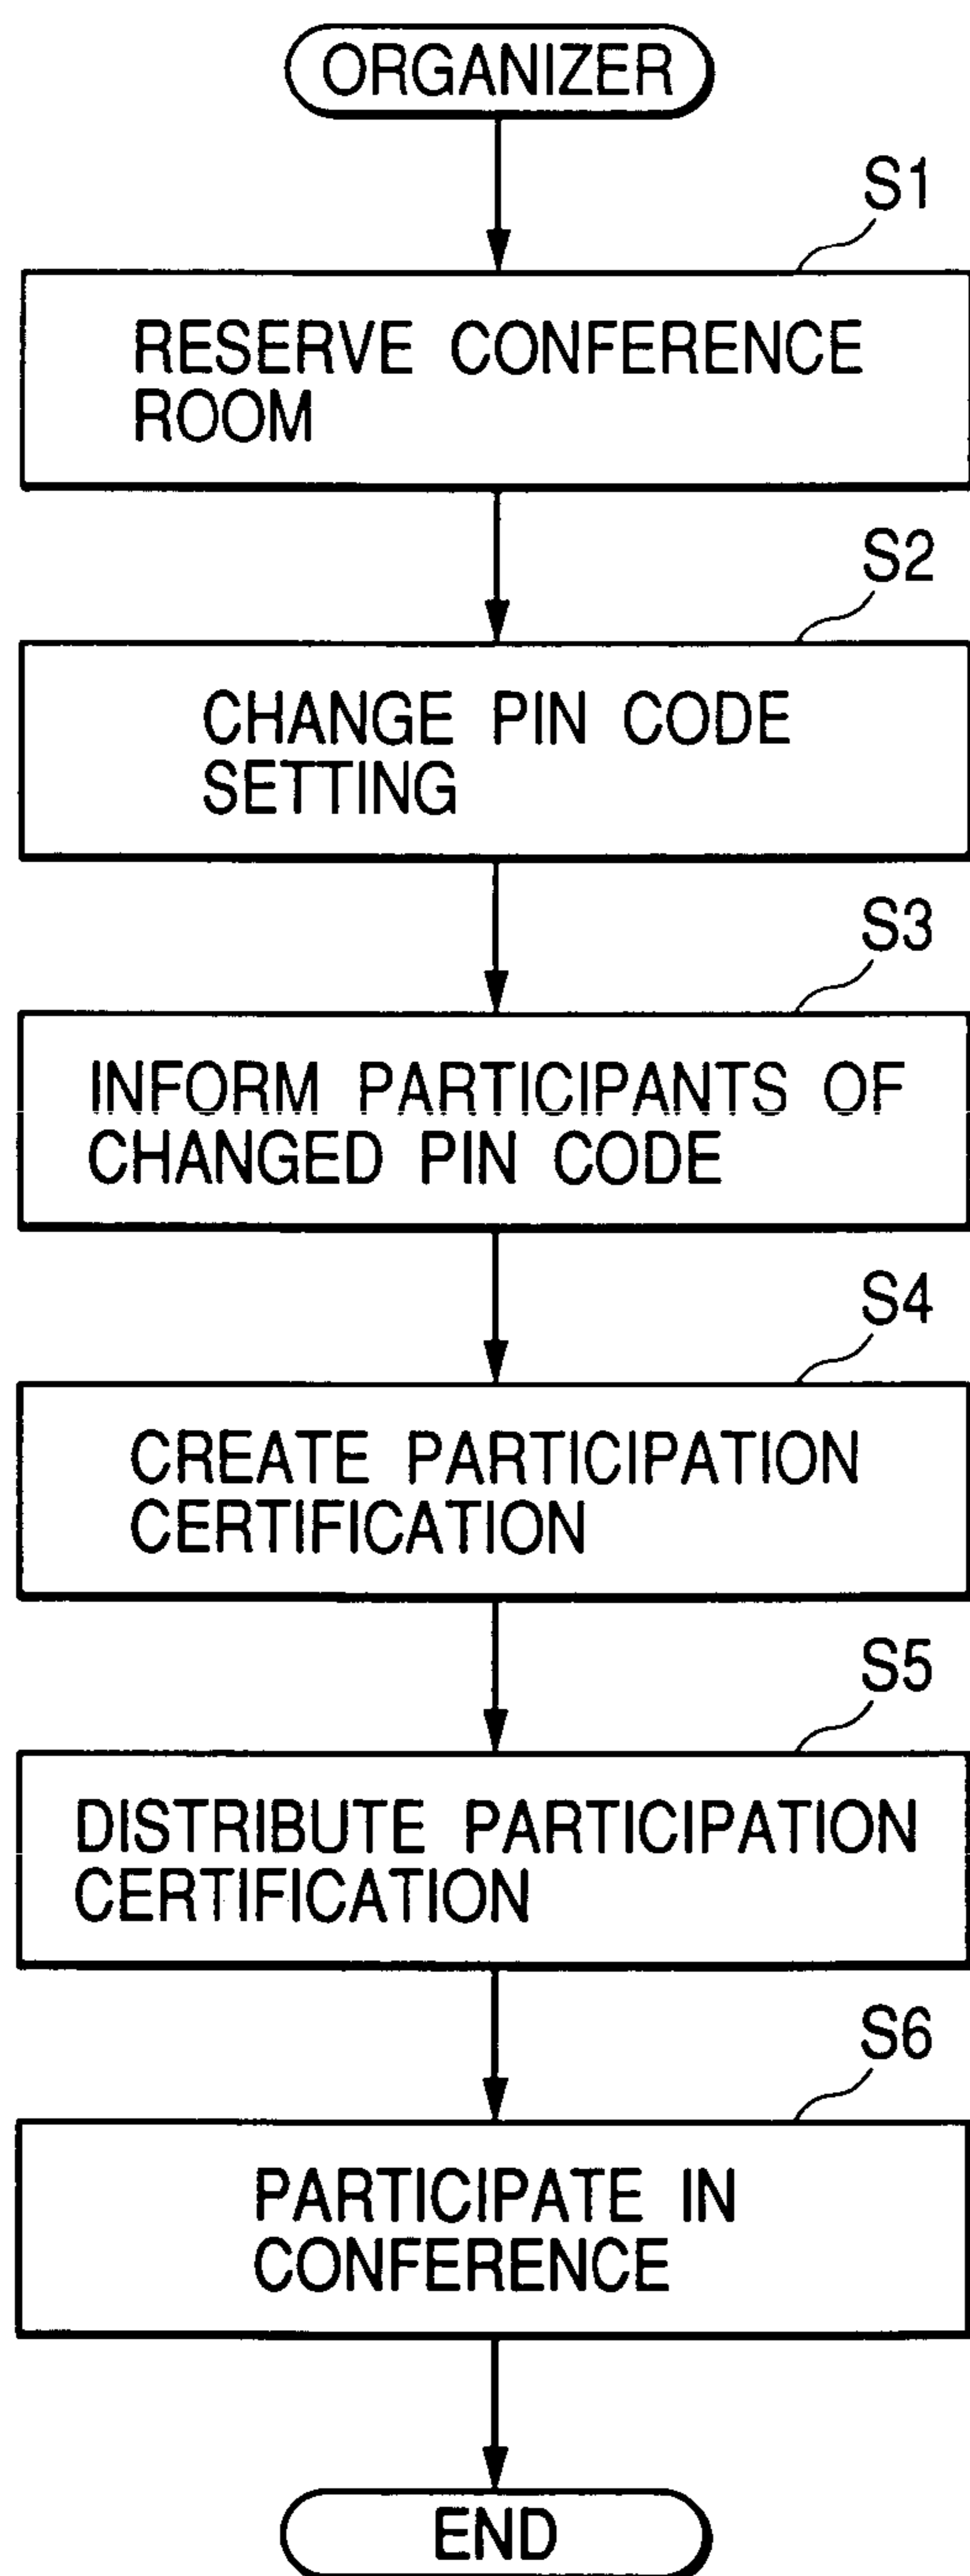 ORGANIZER
S1
RESERVE CONFERENCE
ROOM
S2
CHANGE PIN CODE
SETTING
S3
INFORM PARTICIPANTS OF
CHANGED PIN CODE
S4
CREATE PARTICIPATION
CERTIFICATION
S5
DISTRIBUTE PARTICIPATION
CERTIFICATION
S6
PARTICIPATE IN
CONFERENCE
END